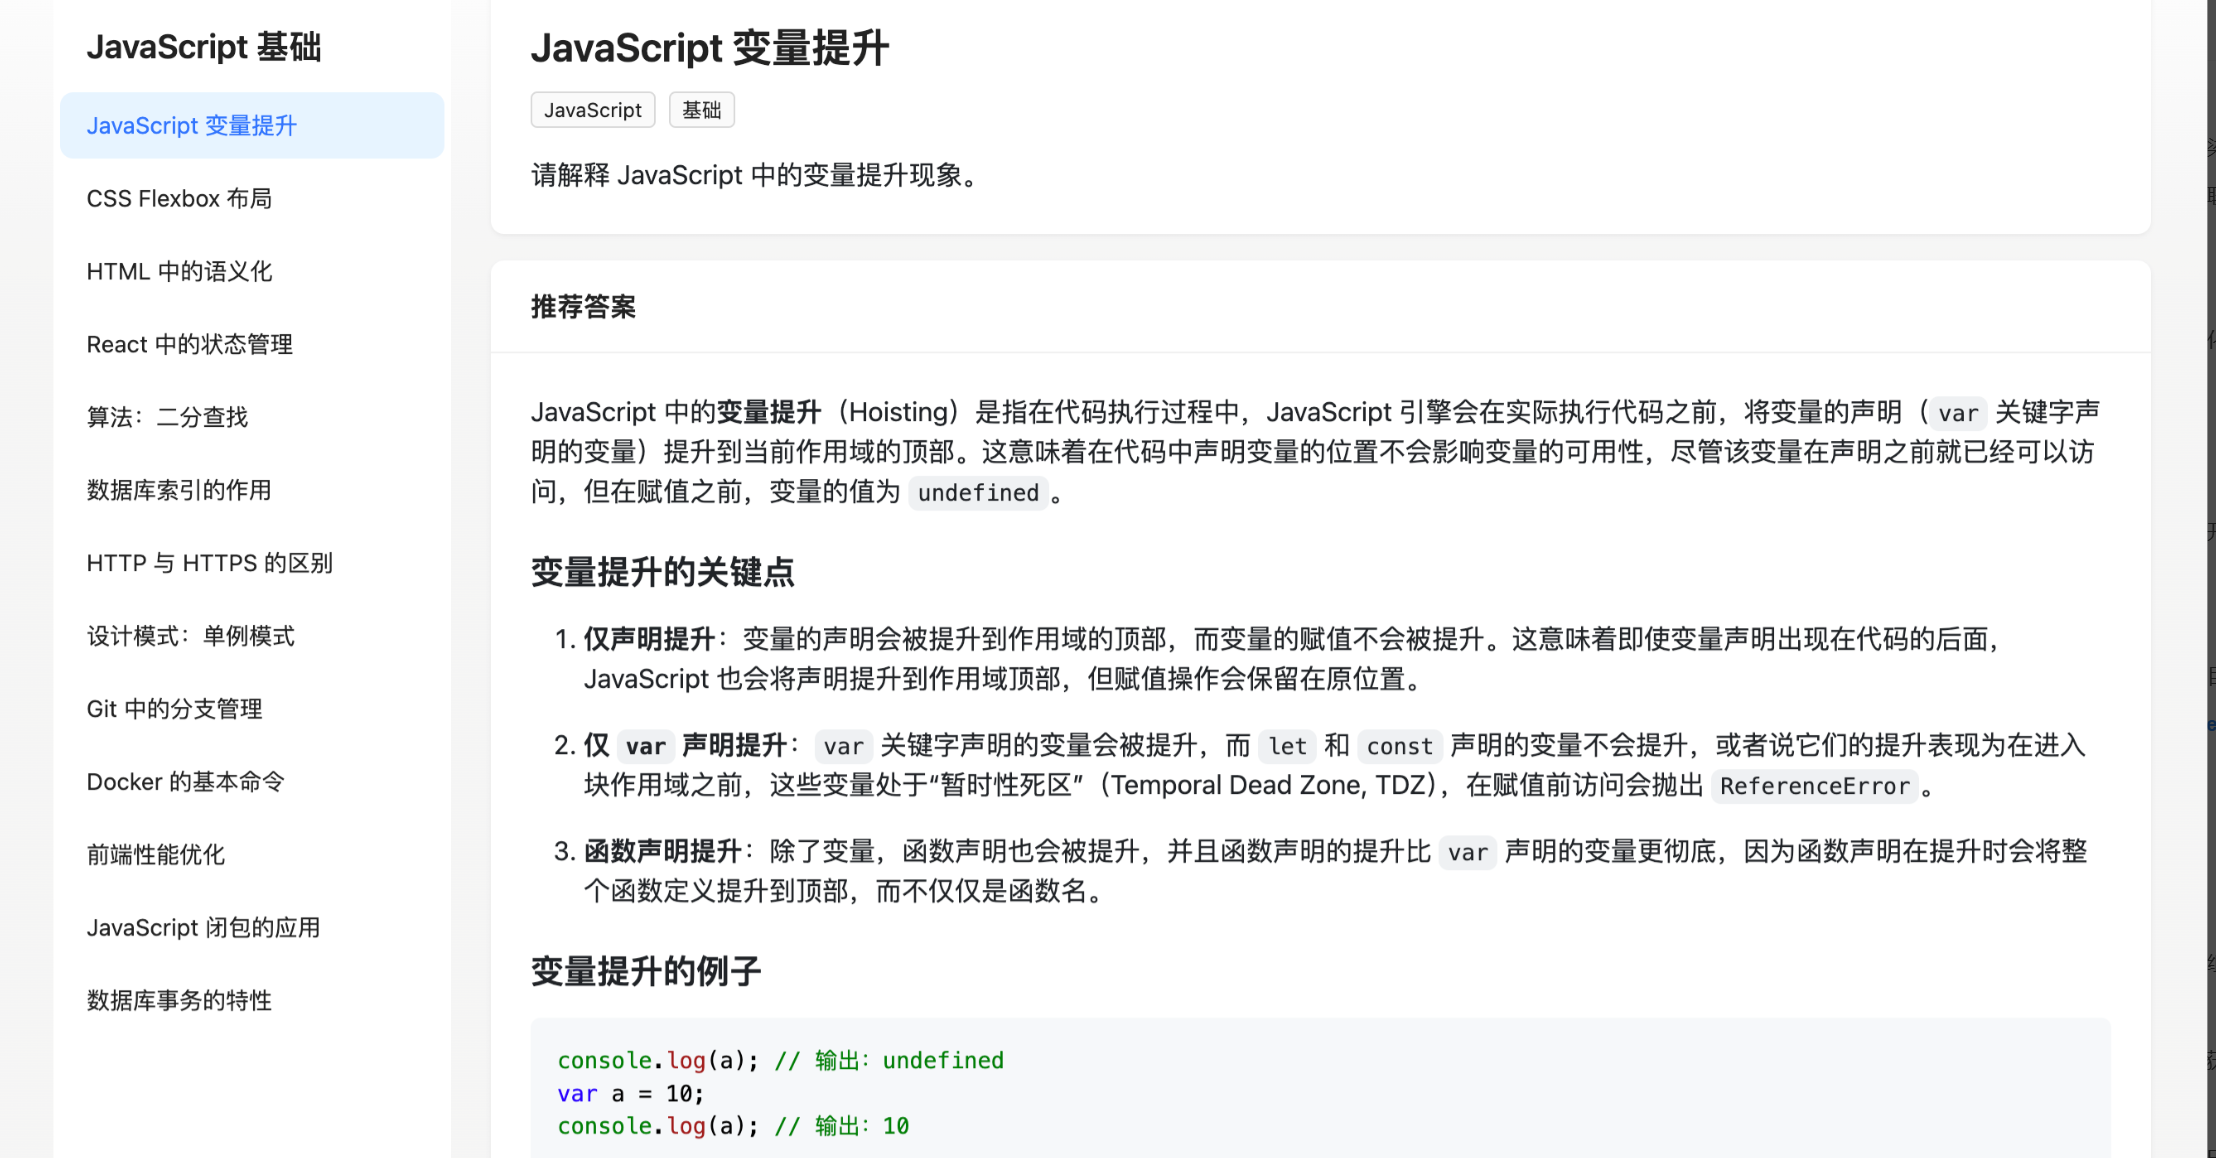 JavaScript 基础
JavaScript 变量提升
CSS Flexbox 布局
HTML 中的语义化
React 中的状态管理
算法：二分查找
数据库索引的作用
HTTP 与 HTTPS 的区别
设计模式：单例模式
Git 中的分支管理
Docker 的基本命令
前端性能优化
JavaScript 闭包的应用
数据库事务的特性
JavaScript 变量提升
JavaScript 基础
请解释 JavaScript 中的变量提升现象。
推荐答案
JavaScript 中的变量提升（Hoisting）是指在代码执行过程中，JavaScript 引擎会在实际执行代码之前，将变量的声明（var 关键字声
明的变量）提升到当前作用域的顶部。这意味着在代码中声明变量的位置不会影响变量的可用性，尽管该变量在声明之前就已经可以访
问，但在赋值之前，变量的值为 undefined。
变量提升的关键点
1. 仅声明提升：变量的声明会被提升到作用域的顶部，而变量的赋值不会被提升。这意味着即使变量声明出现在代码的后面，
JavaScript 也会将声明提升到作用域顶部，但赋值操作会保留在原位置。
2. 仅 var 声明提升：var 关键字声明的变量会被提升，而 let 和 const 声明的变量不会提升，或者说它们的提升表现为在进入
块作用域之前，这些变量处于“暂时性死区”（Temporal Dead Zone, TDZ），在赋值前访问会抛出 ReferenceError。
3. 函数声明提升：除了变量，函数声明也会被提升，并且函数声明的提升比 var 声明的变量更彻底，因为函数声明在提升时会将整
个函数定义提升到顶部，而不仅仅是函数名。
变量提升的例子
console.log(a); // 输出：undefined
var a = 10;
console.log(a); // 输出：10